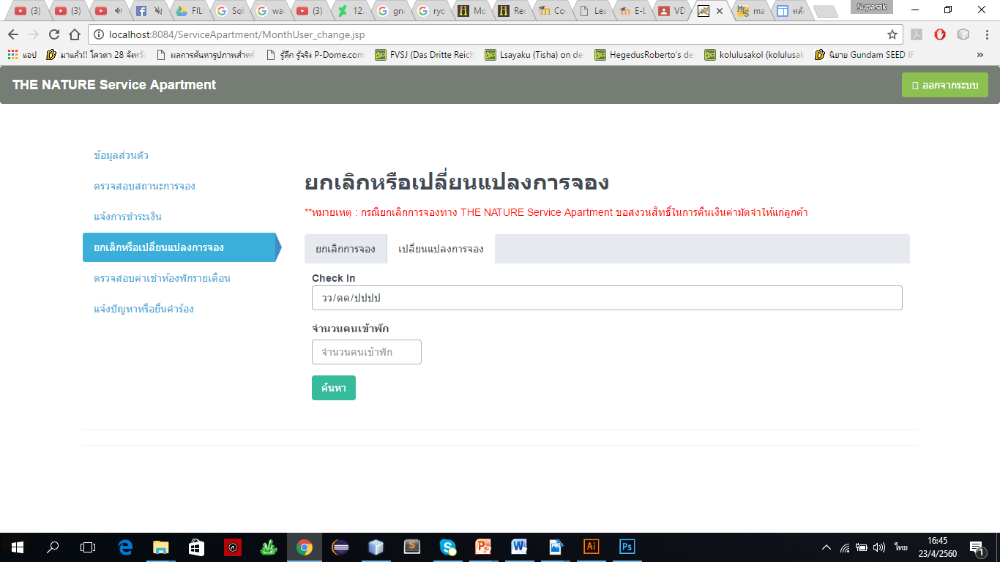 Supasak
(3) (3) FIL Sol wa (3) 12. gno ryo Mo Rec Co Lea E-L VD ma หลัก
localhost:8084/ServiceApartment/MonthUser_change.jsp
แอป มาแล้ว!! โควตา 28 จังหวั ผลการค้นหารูปภาพสำหรั รู้ลึก รู้จริง P-Dome.com FVSJ (Das Dritte Reich Lsayaku (Tisha) on de HegedusRoberto's de kolulusakol (kolulusak นิยาย Gundam SEED IF »
THE NATURE Service Apartment
ออกจากระบบ
ข้อมูลส่วนตัว
ตรวจสอบสถานะการจอง
แจ้งการชำระเงิน
ยกเลิกหรือเปลี่ยนแปลงการจอง
ตรวจสอบค่าเช่าห้องพักรายเดือน
แจ้งปัญหาหรือยื่นคำร้อง
ยกเลิกหรือเปลี่ยนแปลงการจอง
**หมายเหตุ : กรณียกเลิกการจองทาง THE NATURE Service Apartment ขอสงวนสิทธิ์ในการคืนเงินค่ามัดจำให้แก่ลูกค้า
ยกเลิกการจอง เปลี่ยนแปลงการจอง
Check In
วว/ดด/ปปปป
จำนวนคนเข้าพัก
จำนวนคนเข้าพัก
ค้นหา
ไทย
16:45
23/4/2560
1